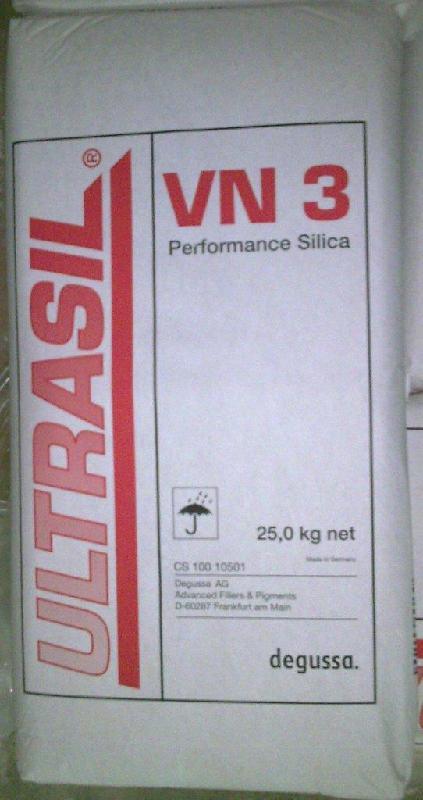 ULTRASIL®
VN 3
Performance Silica
25,0 kg net
Made in Germany
CS 100 10501
Degussa AG
Advanced Fillers & Pigments
D-60287 Frankfurt am Main
degussa.